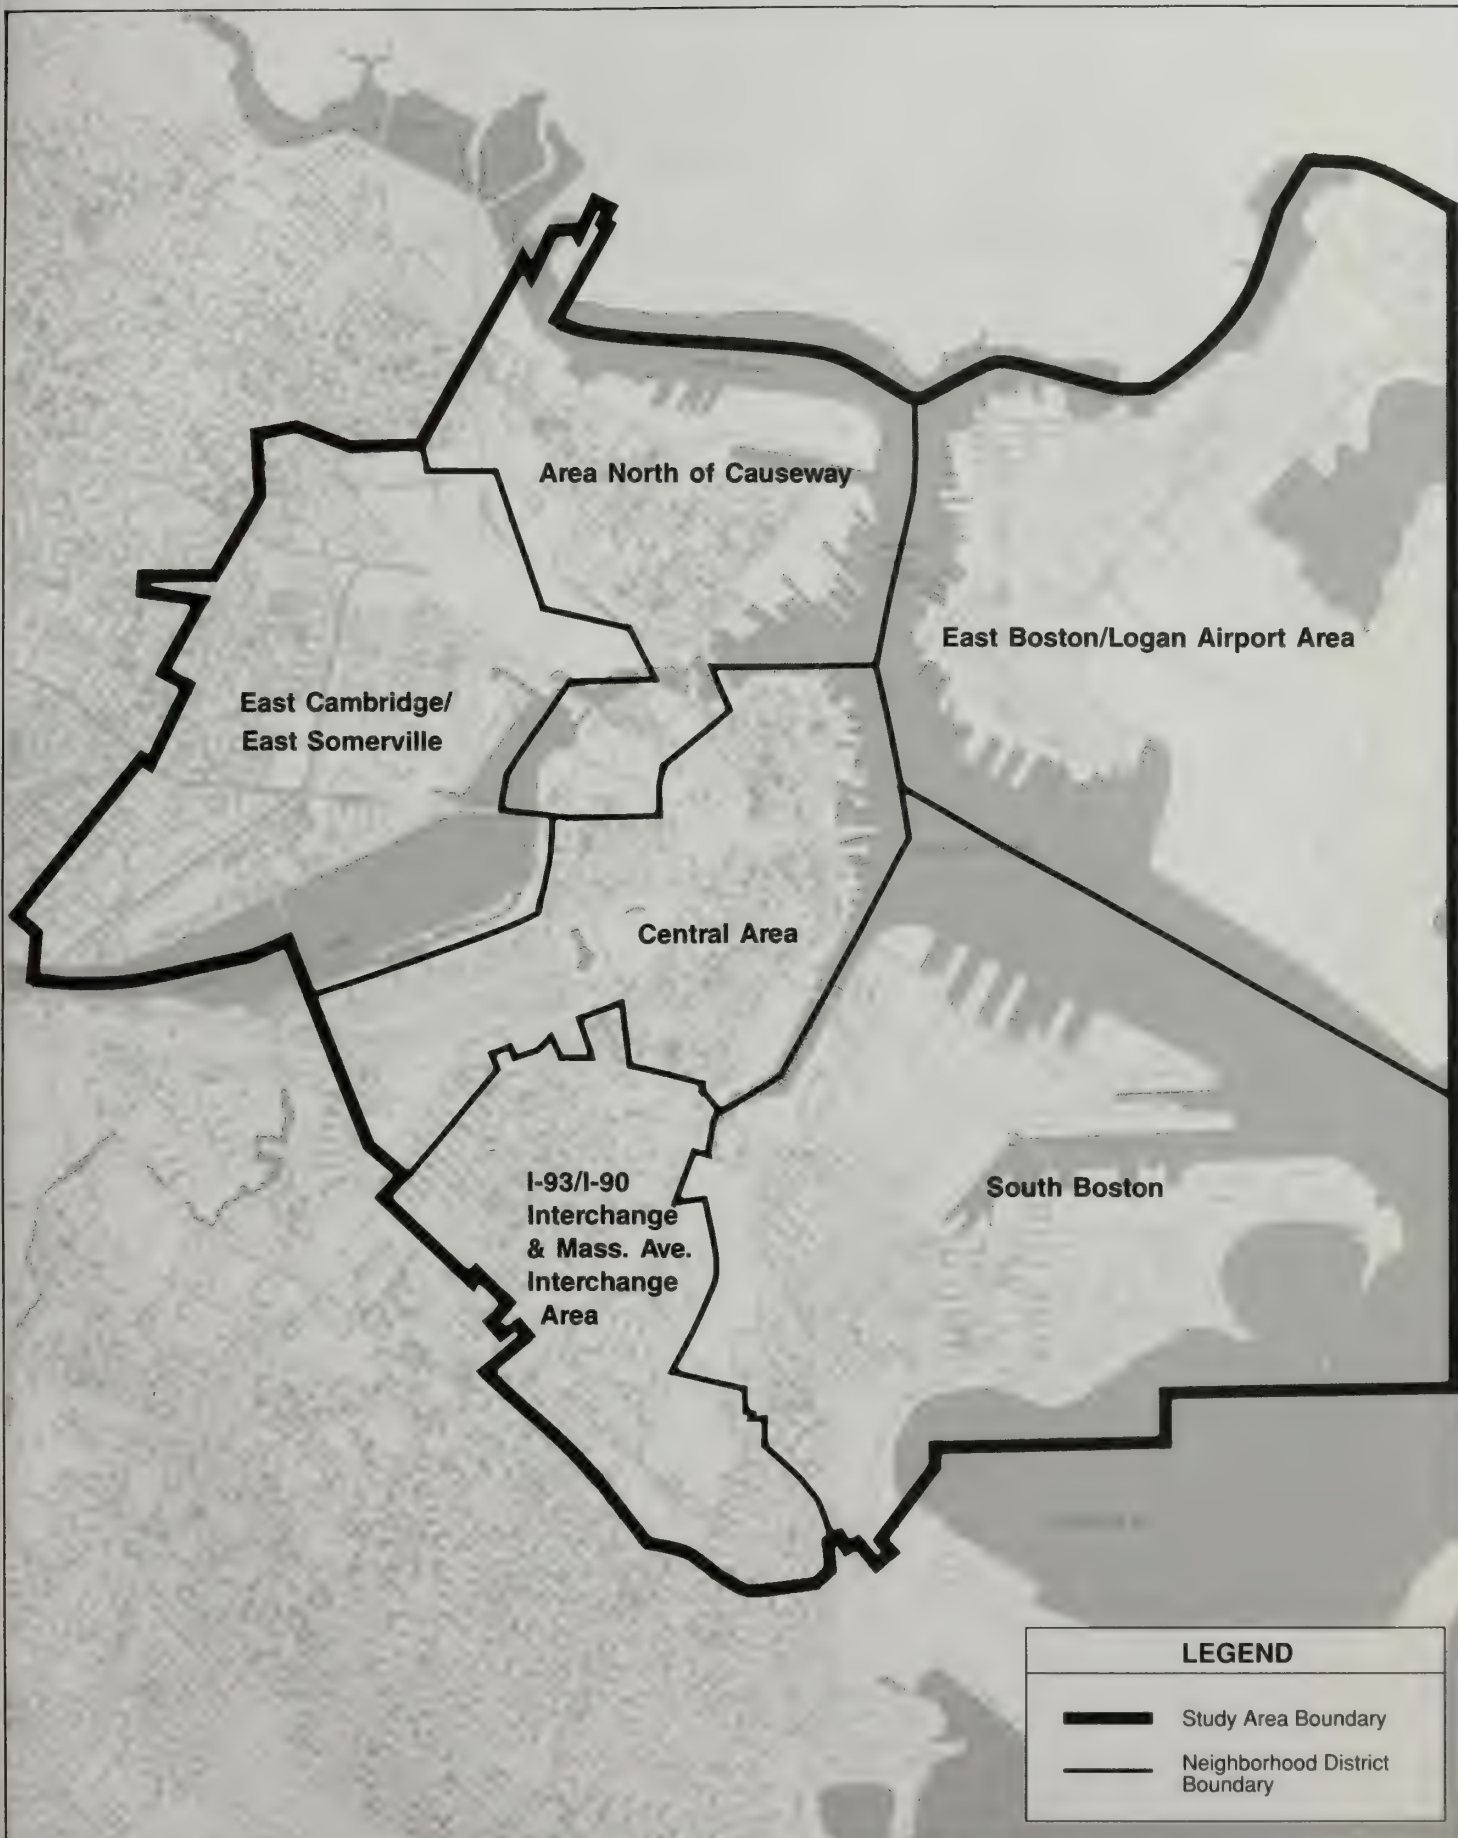 Area North of Causeway
East Boston/Logan Airport Area
East Cambridge/
East Somerville
Central Area
I-93/I-90
Interchange
& Mass. Ave.
Interchange
Area
South Boston
LEGEND
Study Area Boundary
Neighborhood District
Boundary